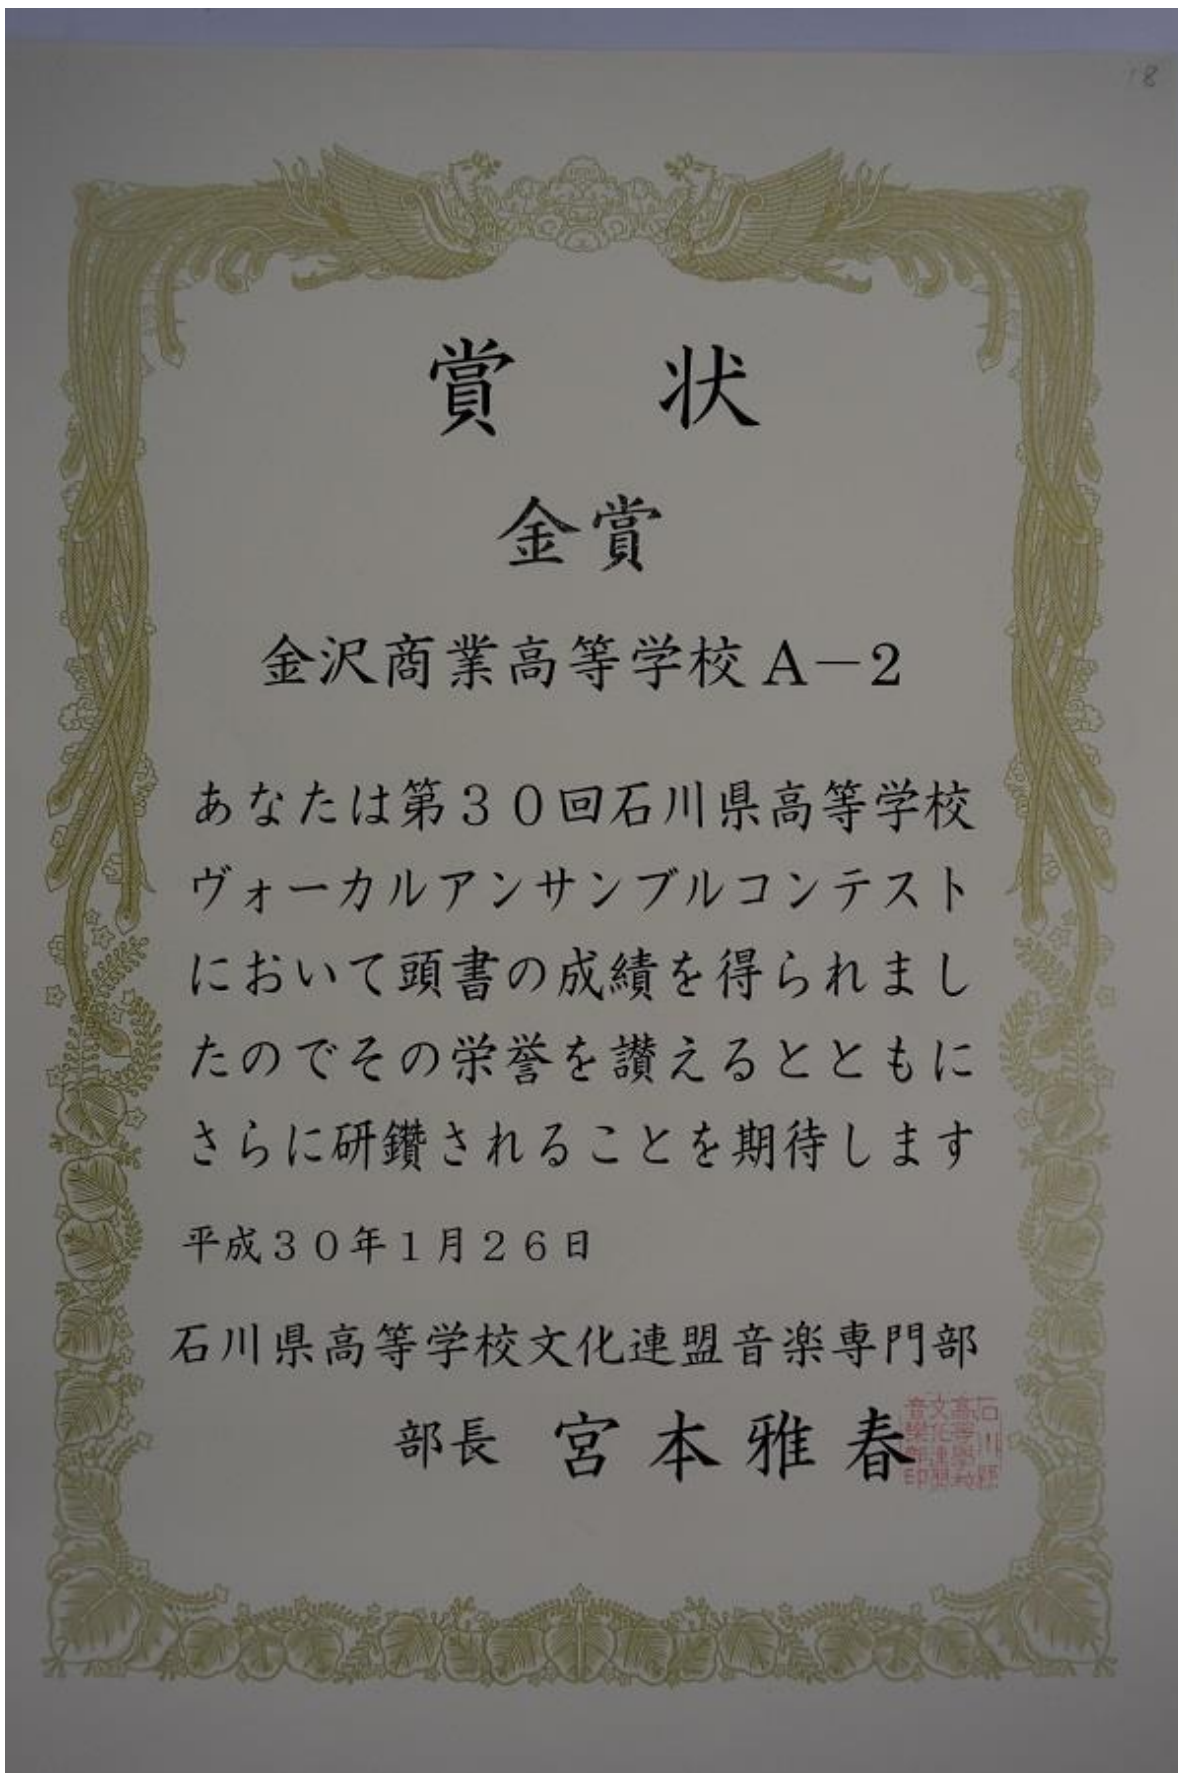 18
賞 状
金賞
金沢商業高等学校A－2
あなたは第３０回石川県高等学校
ヴォーカルアンサンブルコンテスト
において頭書の成績を得られまし
たのでその栄誉を讃えるとともに
さらに研鑽されることを期待します
平成３０年１月２６日
石川県高等学校文化連盟音楽専門部
部長 宮本雅春